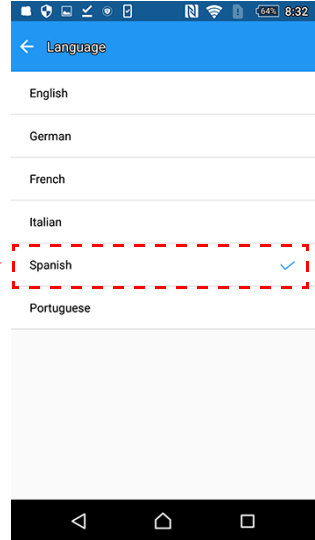 64% 8:32
Language
English
German
French
Italian
Spanish
Portuguese